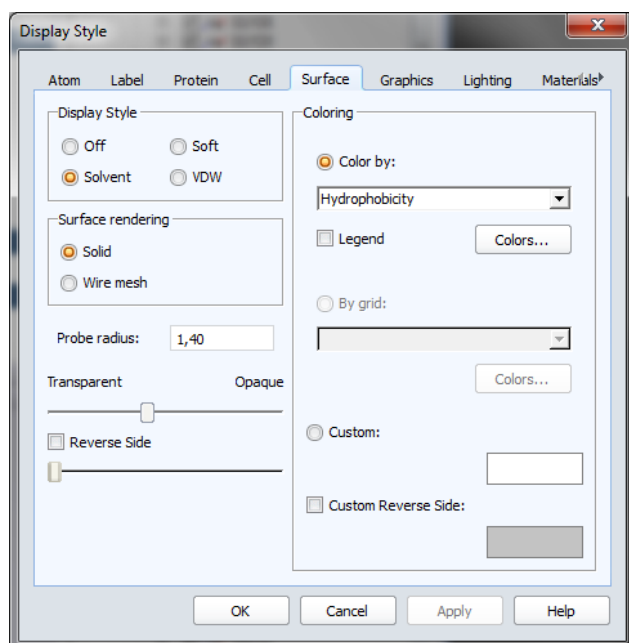 Display Style
Atom Label Protein Cell Surface Graphics Lighting Materials
Display Style
Off Soft
Solvent VDW
Surface rendering
Solid
Wire mesh
Probe radius: 1,40
Transparent Opaque
Reverse Side
Coloring
Color by:
Hydrophobicity
Legend Colors...
By grid:
Colors...
Custom:
Custom Reverse Side:
OK Cancel Apply Help